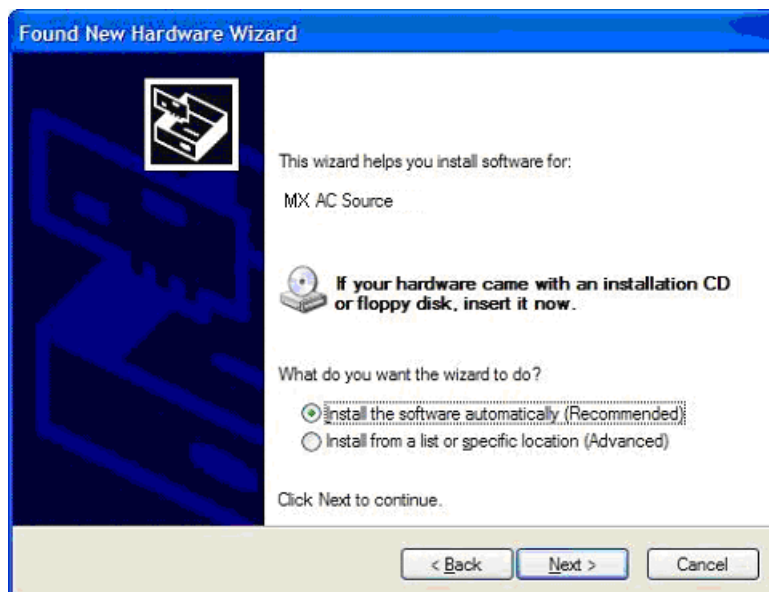 Found New Hardware Wizard
This wizard helps you install software for:
MX AC Source
If your hardware came with an installation CD
or floppy disk, insert it now.
What do you want the wizard to do?
Install the software automatically (Recommended)
Install from a list or specific location (Advanced)
Click Next to continue.
< Back
Next >
Cancel